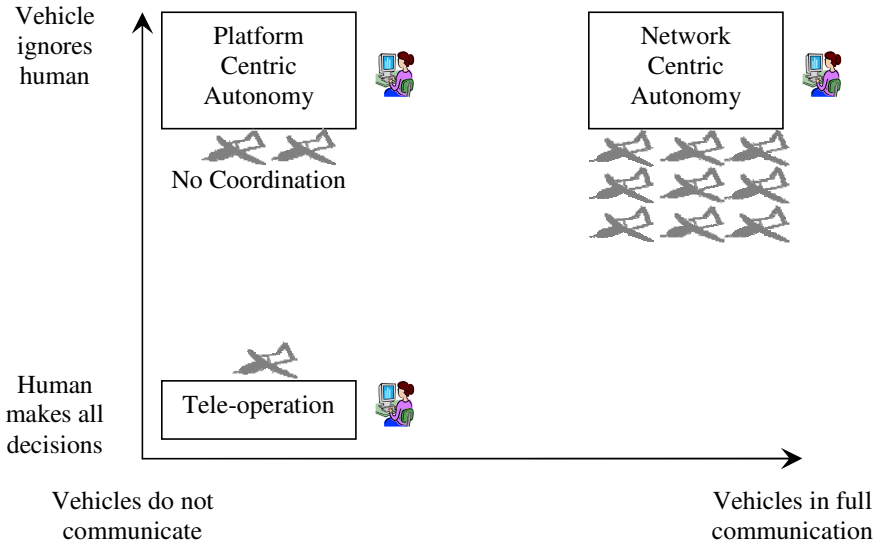 Vehicle
ignores
human
Platform
Centric
Autonomy
Network
Centric
Autonomy
No Coordination
Human
makes all
decisions
Tele-operation
Vehicles do not
communicate
Vehicles in full
communication